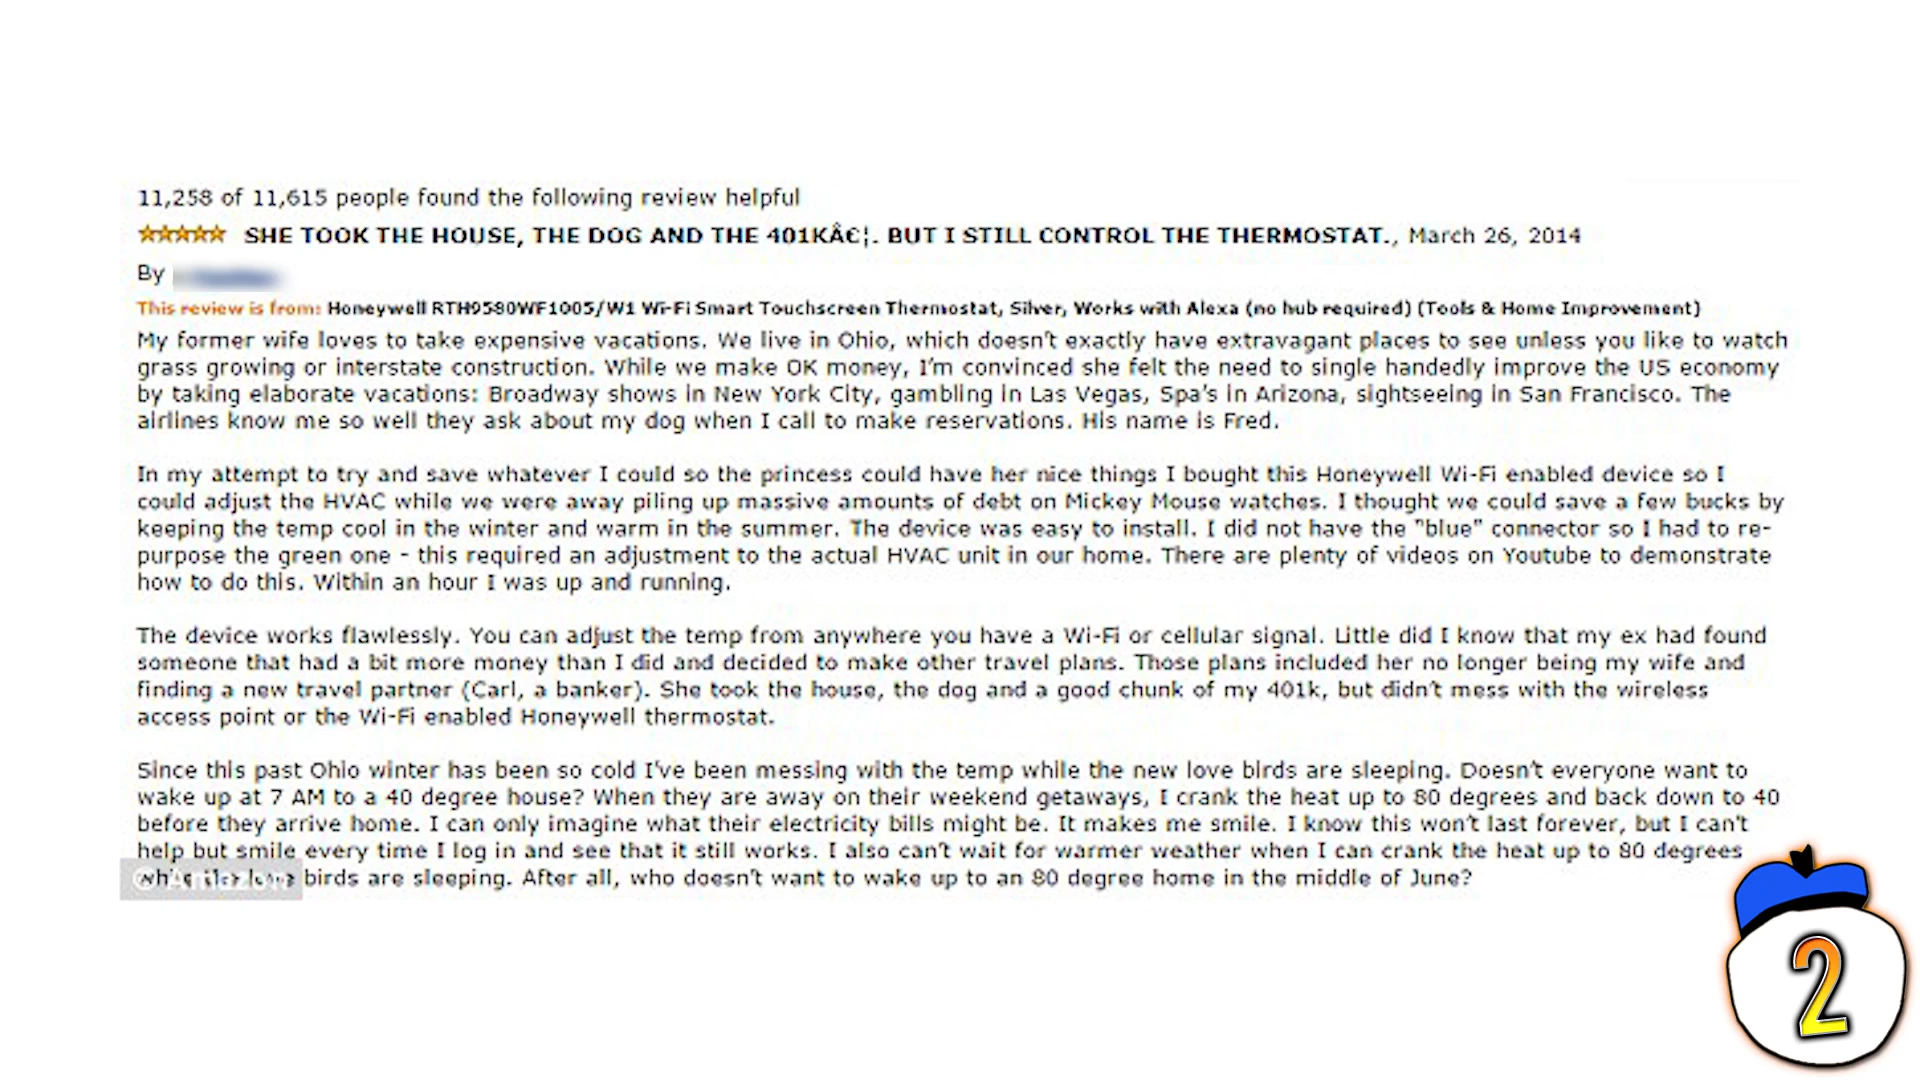 11,258 of 11,615 people found the following review helpful
SHE TOOK THE HOUSE, THE DOG AND THE 401KÂ€¦. BUT I STILL CONTROL THE THERMOSTAT., March 26, 2014
By
This review is from: Honeywell RTH9580WF1005/W1 Wi-Fi Smart Touchscreen Thermostat, Silver, Works with Alexa (no hub required) (Tools & Home Improvement)
My former wife loves to take expensive vacations. We live in Ohio, which doesn't exactly have extravagant places to see unless you like to watch
grass growing or interstate construction. While we make OK money, I'm convinced she felt the need to single handedly improve the US economy
by taking elaborate vacations: Broadway shows in New York City, gambling in Las Vegas, Spa's in Arizona, sightseeing in San Francisco. The
airlines know me so well they ask about my dog when I call to make reservations. His name is Fred.
In my attempt to try and save whatever I could so the princess could have her nice things I bought this Honeywell Wi-Fi enabled device so I
could adjust the HVAC while we were away piling up massive amounts of debt on Mickey Mouse watches. I thought we could save a few bucks by
keeping the temp cool in the winter and warm in the summer. The device was easy to install. I did not have the "blue" connector so I had to re-
purpose the green one - this required an adjustment to the actual HVAC unit in our home. There are plenty of videos on Youtube to demonstrate
how to do this. Within an hour I was up and running.
The device works flawlessly. You can adjust the temp from anywhere you have a Wi-Fi or cellular signal. Little did I know that my ex had found
someone that had a bit more money than I did and decided to make other travel plans. Those plans included her no longer being my wife and
finding a new travel partner (Carl, a banker). She took the house, the dog and a good chunk of my 401k, but didn't mess with the wireless
access point or the Wi-Fi enabled Honeywell thermostat.
Since this past Ohio winter has been so cold I've been messing with the temp while the new love birds are sleeping. Doesn't everyone want to
wake up at 7 AM to a 40 degree house? When they are away on their weekend getaways, I crank the heat up to 80 degrees and back down to 40
before they arrive home. I can only imagine what their electricity bills might be. It makes me smile. I know this won't last forever, but I can't
help but smile every time I log in and see that it still works. I also can't wait for warmer weather when I can crank the heat up to 80 degrees
while the love birds are sleeping. After all, who doesn't want to wake up to an 80 degree home in the middle of June?
© Amazon
2